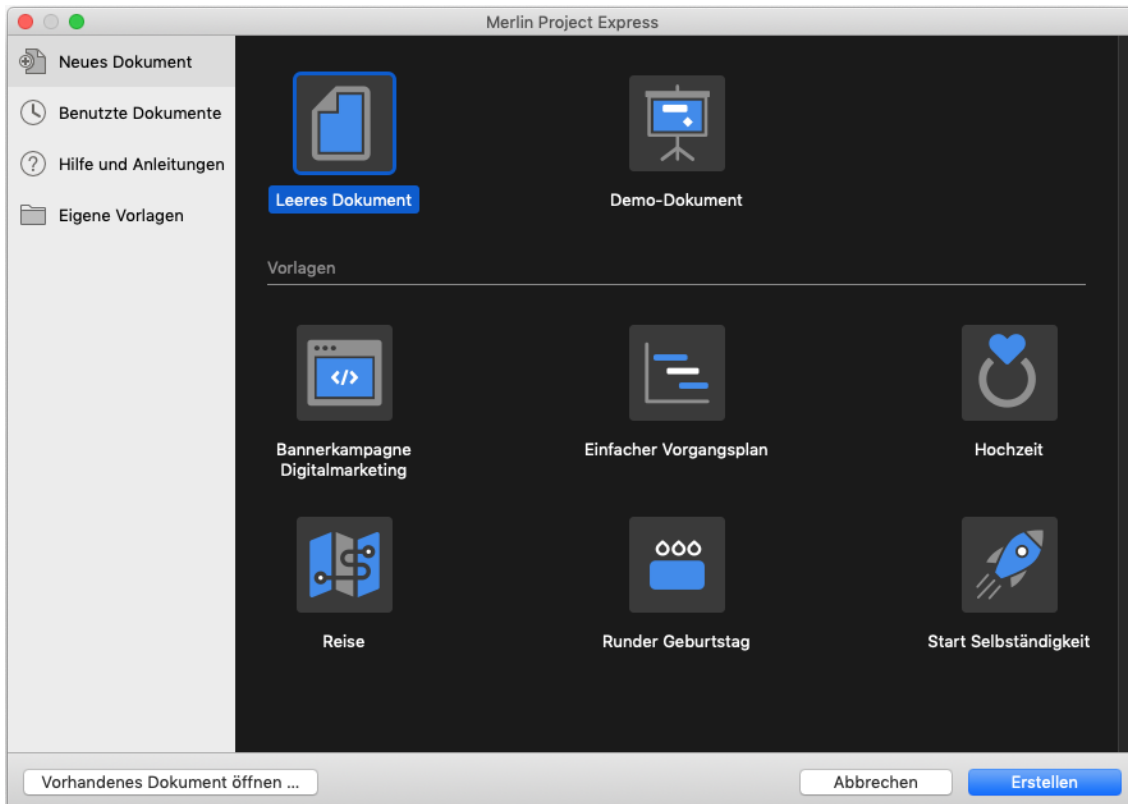 Merlin Project Express
Neues Dokument
Benutzte Dokumente
Hilfe und Anleitungen
Eigene Vorlagen
Leeres Dokument
Demo-Dokument
Vorlagen
</>
Bannerkampagne
Digitalmarketing
Einfacher Vorgangsplan
Hochzeit
Reise
Runder Geburtstag
Start Selbständigkeit
Vorhandenes Dokument öffnen ...
Abbrechen
Erstellen